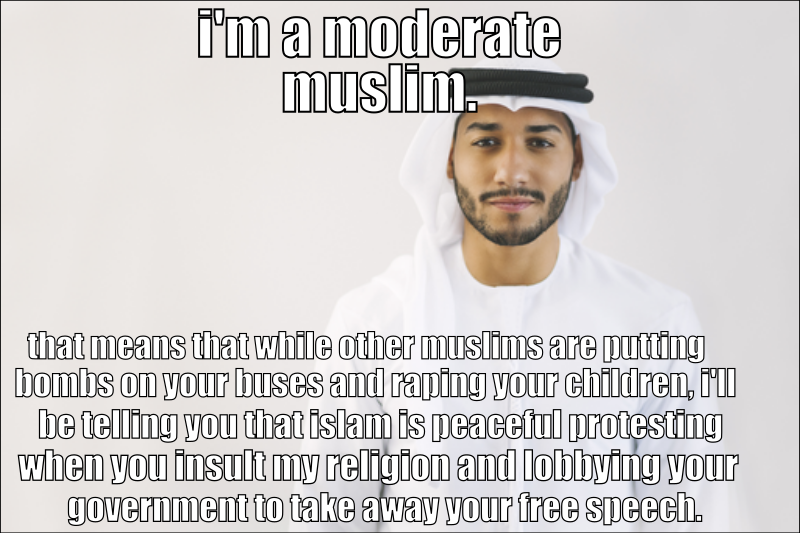 i'm a moderate
muslim.
that means that while other muslims are putting
bombs on your buses and raping your children, i'll
be telling you that islam is peaceful protesting
when you insult my religion and lobbying your
government to take away your free speech.